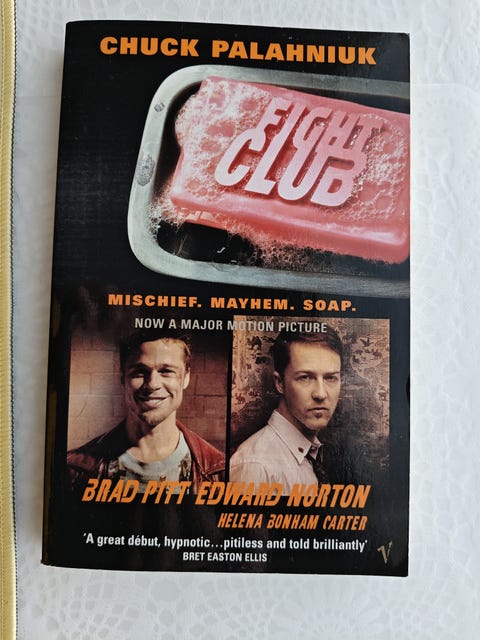 CHUCK PALAHNIUK
FIGHT
CLUB
MISCHIEF. MAYHEM. SOAP.
NOW A MAJOR MOTION PICTURE
BRAD PITT EDWARD NORTON
HELENA BONHAM CARTER
'A great début, hypnotic...pitiless and told brilliantly'
BRET EASTON ELLIS
V